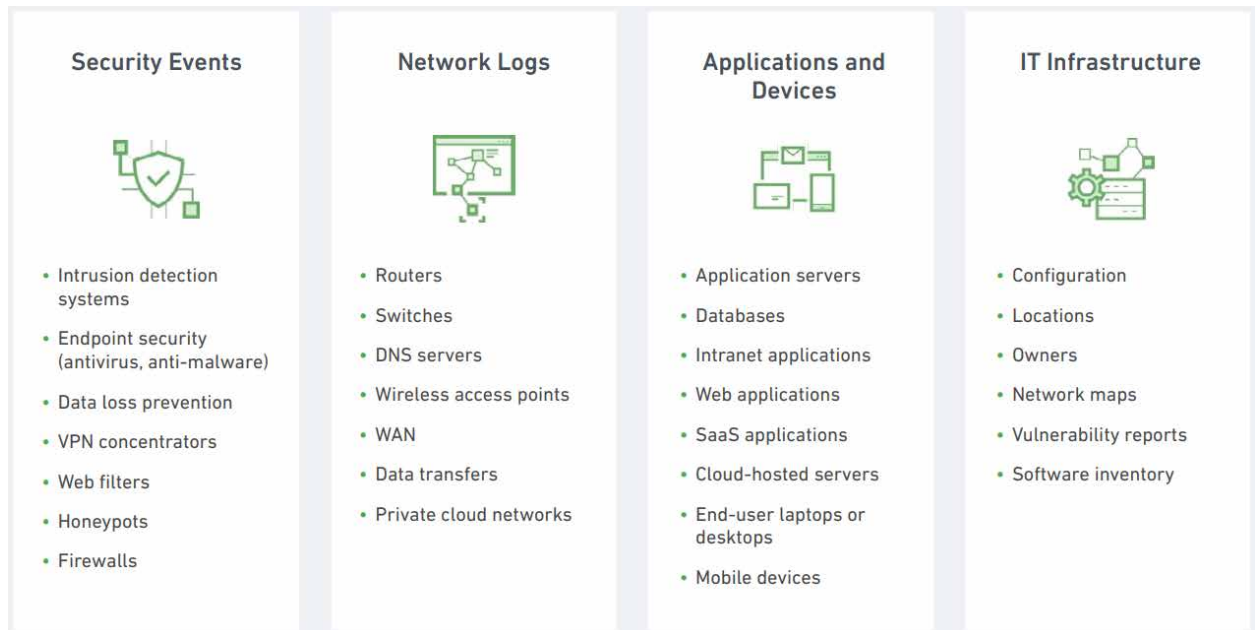 Security Events
Intrusion detection
systems
Endpoint security
(antivirus, anti-malware)
Data loss prevention
VPN concentrators
Web filters
Honeypots
Firewalls
Network Logs
Routers
Switches
DNS servers
Wireless access points
WAN
Data transfers
Private cloud networks
Applications and
Devices
Application servers
Databases
Intranet applications
Web applications
SaaS applications
Cloud-hosted servers
End-user laptops or
desktops
Mobile devices
IT Infrastructure
Configuration
Locations
Owners
Network maps
Vulnerability reports
Software inventory